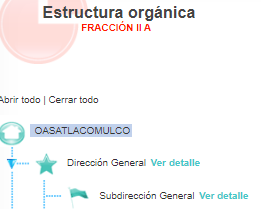 Estructura orgánica
FRACCIÓN II A
Abrir todo | Cerrar todo
OASATLACOMULCO
Dirección General Ver detalle
Subdirección General Ver detalle